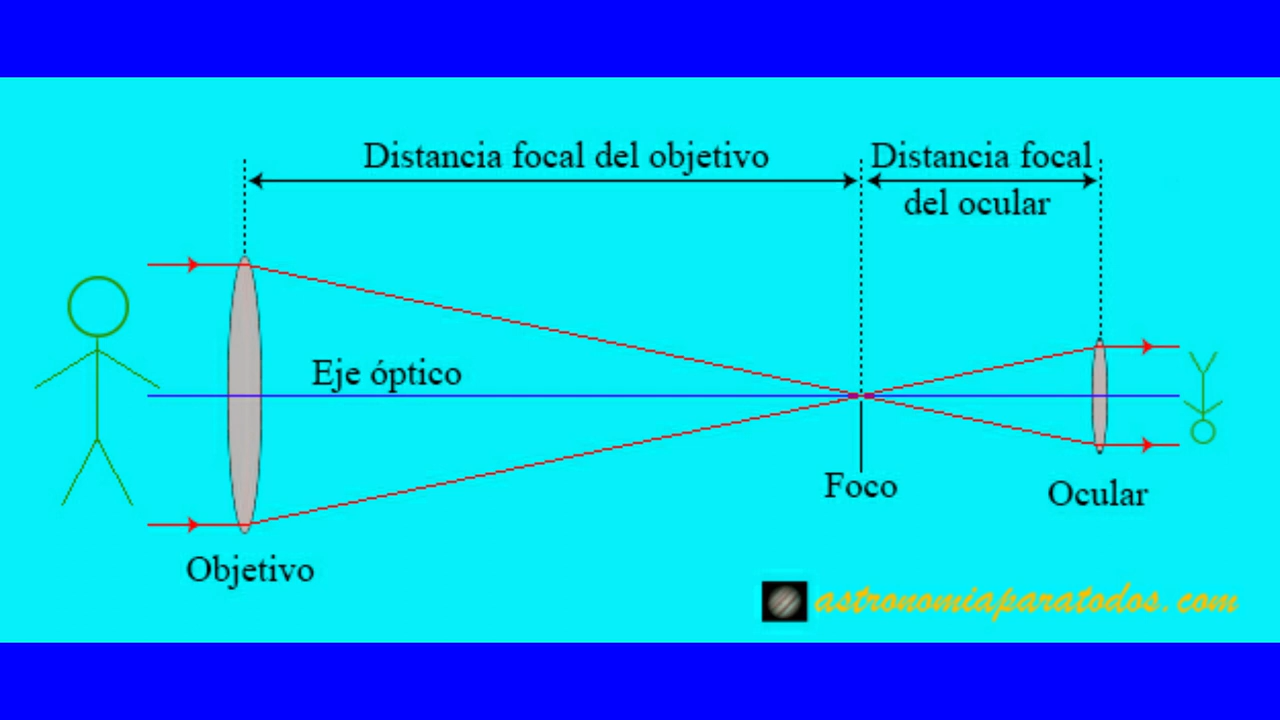 Distancia focal del objetivo
Distancia focal
del ocular
Eje óptico
Foco
Ocular
Objetivo
astronomiaparatodos.com